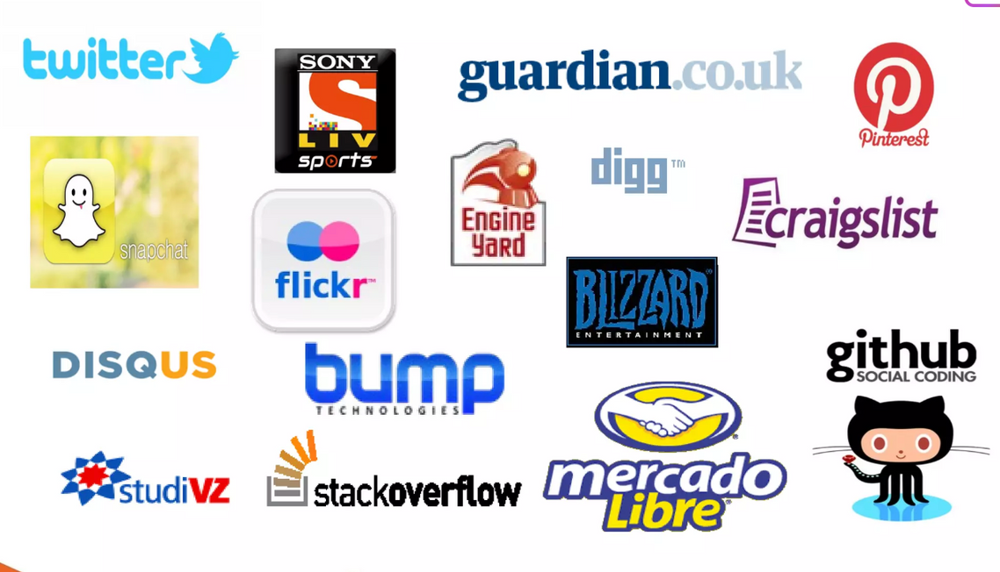 twitter
SONY
S
LIV
sports
guardian.co.uk
P
Pinterest
snapchat
flickr™
Engine
Yard
digg™
craigslist
BLIZZARD®
ENTERTAINMENT
DISQUS
bump
TECHNOLOGIES
github
SOCIAL CODING
studiVZ
stackoverflow
mercado
Libre®